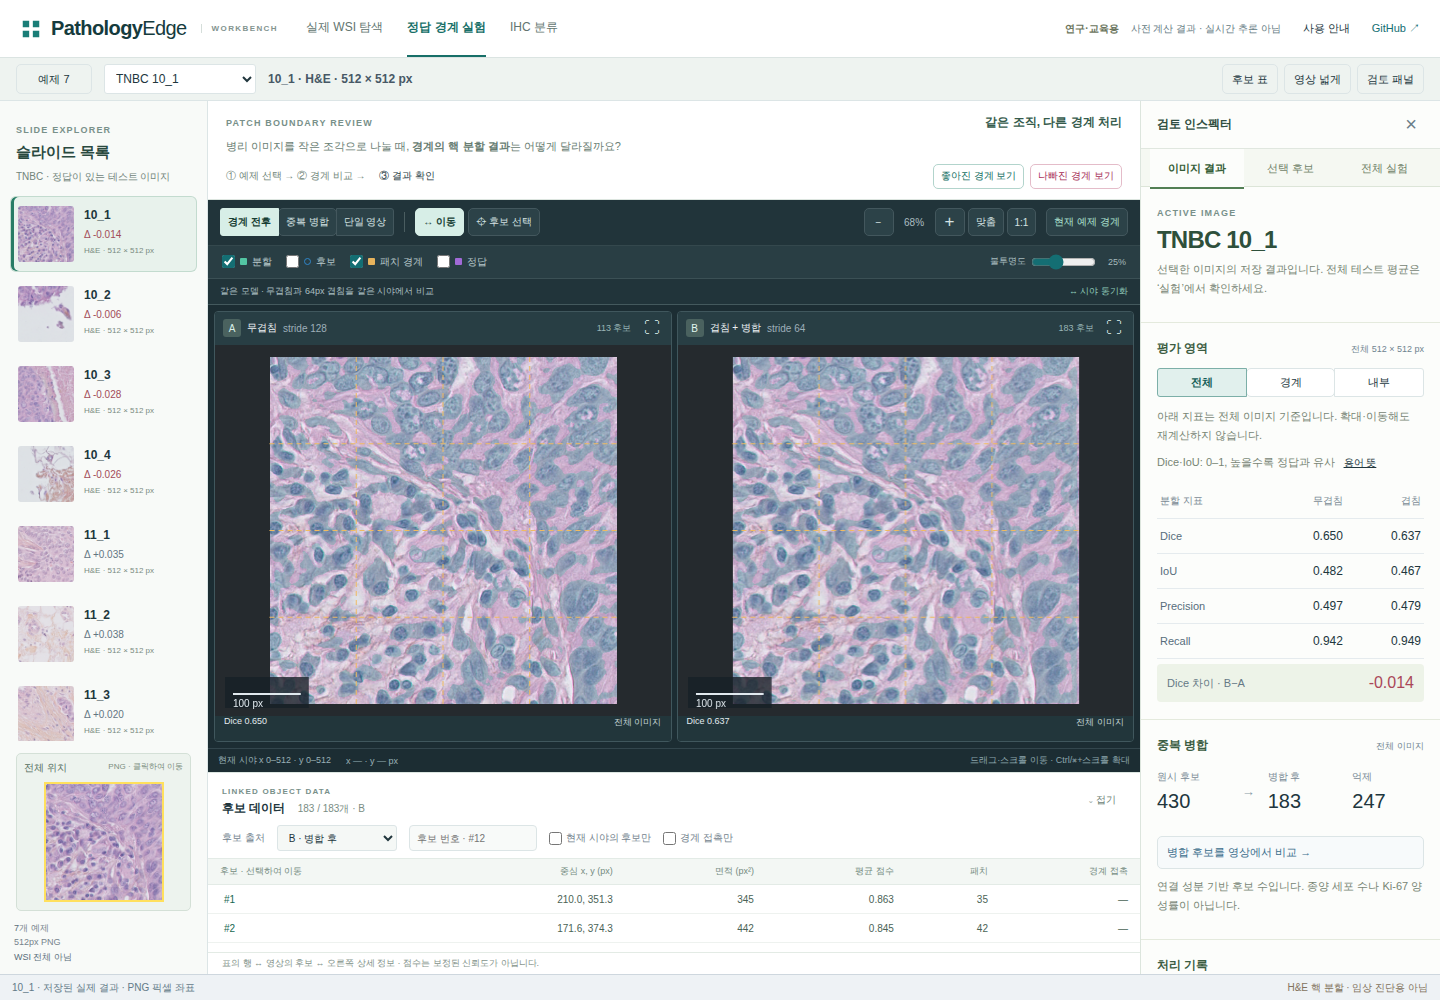 PathologyEdge
WORKBENCH
실제 WSI 탐색
정답 경계 실험
IHC 분류
연구·교육용
사전 계산 결과 · 실시간 추론 아님
사용 안내
GitHub ↗
예제 7
TNBC 10_1
10_1 · H&E · 512 × 512 px
후보 표
영상 넓게
검토 패널
SLIDE EXPLORER
슬라이드 목록
TNBC · 정답이 있는 테스트 이미지
10_1
Δ -0.014
H&E · 512 × 512 px
10_2
Δ -0.006
H&E · 512 × 512 px
10_3
Δ -0.028
H&E · 512 × 512 px
10_4
Δ -0.026
H&E · 512 × 512 px
11_1
Δ +0.035
H&E · 512 × 512 px
11_2
Δ +0.038
H&E · 512 × 512 px
11_3
Δ +0.020
H&E · 512 × 512 px
전체 위치
PNG · 클릭하여 이동
7개 예제
512px PNG
WSI 전체 아님
PATCH BOUNDARY REVIEW
같은 조직, 다른 경계 처리
병리 이미지를 작은 조각으로 나눌 때, 경계의 핵 분할 결과는 어떻게 달라질까요?
① 예제 선택 → ② 경계 비교 → ③ 결과 확인
좋아진 경계 보기
나빠진 경계 보기
경계 전후
중복 병합
단일 영상
↔ 이동
후보 선택
−
68%
+
맞춤
1:1
현재 예제 경계
분할
후보
패치 경계
정답
불투명도
25%
같은 모델 · 무겹침과 64px 겹침을 같은 시야에서 비교
↔ 시야 동기화
A 무겹침 stride 128
113 후보
100 px
Dice 0.650
전체 이미지
B 겹침 + 병합 stride 64
183 후보
100 px
Dice 0.637
전체 이미지
현재 시야 x 0–512 · y 0–512
x — · y — px
드래그·스크롤 이동 · Ctrl/⌘+스크롤 확대
LINKED OBJECT DATA
후보 데이터 183 / 183개 · B
접기
후보 출처
B · 병합 후
후보 번호 · #12
현재 시야의 후보만
경계 접촉만
후보 · 선택하여 이동 중심 x, y (px) 면적 (px²) 평균 점수 패치 경계 접촉
#1 210.0, 351.3 345 0.863 35 —
#2 171.6, 374.3 442 0.845 42 —
표의 행 ↔ 영상의 후보 ↔ 오른쪽 상세 정보 · 점수는 보정된 신뢰도가 아닙니다.
검토 인스펙터
×
이미지 결과
선택 후보
전체 실험
ACTIVE IMAGE
TNBC 10_1
선택한 이미지의 저장 결과입니다. 전체 테스트 평균은
‘실험’에서 확인하세요.
평가 영역
전체 512 × 512 px
전체
경계
내부
아래 지표는 전체 이미지 기준입니다. 확대·이동해도
재계산하지 않습니다.
Dice·IoU: 0–1, 높을수록 정답과 유사 용어 뜻
분할 지표 무겹침 겹침
Dice 0.650 0.637
IoU 0.482 0.467
Precision 0.497 0.479
Recall 0.942 0.949
Dice 차이 · B−A -0.014
중복 병합
전체 이미지
원시 후보 병합 후 억제
430 → 183 247
병합 후보를 영상에서 비교 →
연결 성분 기반 후보 수입니다. 종양 세포 수나 Ki-67 양
성률이 아닙니다.
처리 기록
10_1 · 저장된 실제 결과 · PNG 픽셀 좌표
H&E 핵 분할 · 임상 진단용 아님